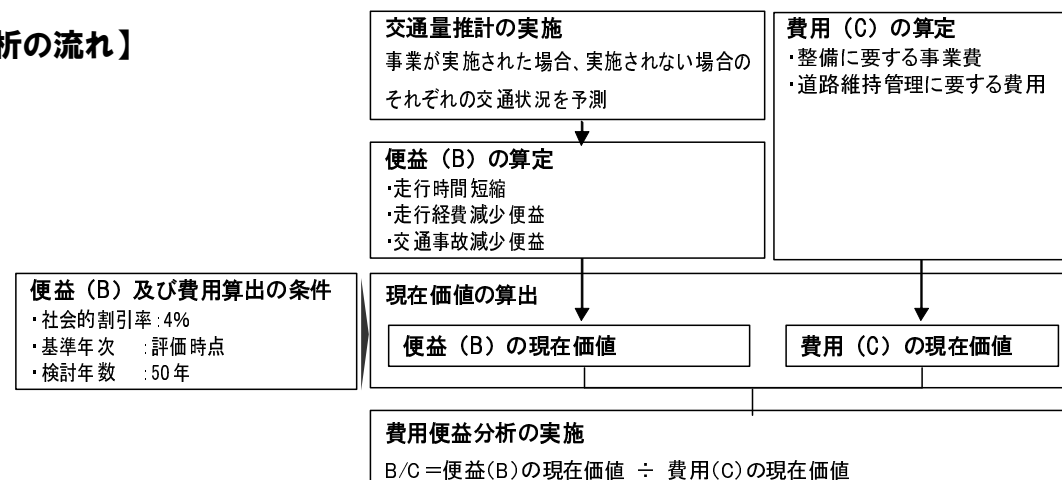 析の流れ】
交通量推計の実施
事業が実施された場合、実施されない場合の
それぞれの交通状況を予測
費用（C）の算定
・整備に要する事業費
・道路維持管理に要する費用
便益（B）の算定
・走行時間短縮
・走行経費減少便益
・交通事故減少便益
便益（B）及び費用算出の条件
・社会的割引率：4%
・基準年次　：評価時点
・検討年数　：50年
現在価値の算出
便益（B）の現在価値
費用（C）の現在価値
費用便益分析の実施
B/C＝便益(B)の現在価値 ÷ 費用(C)の現在価値